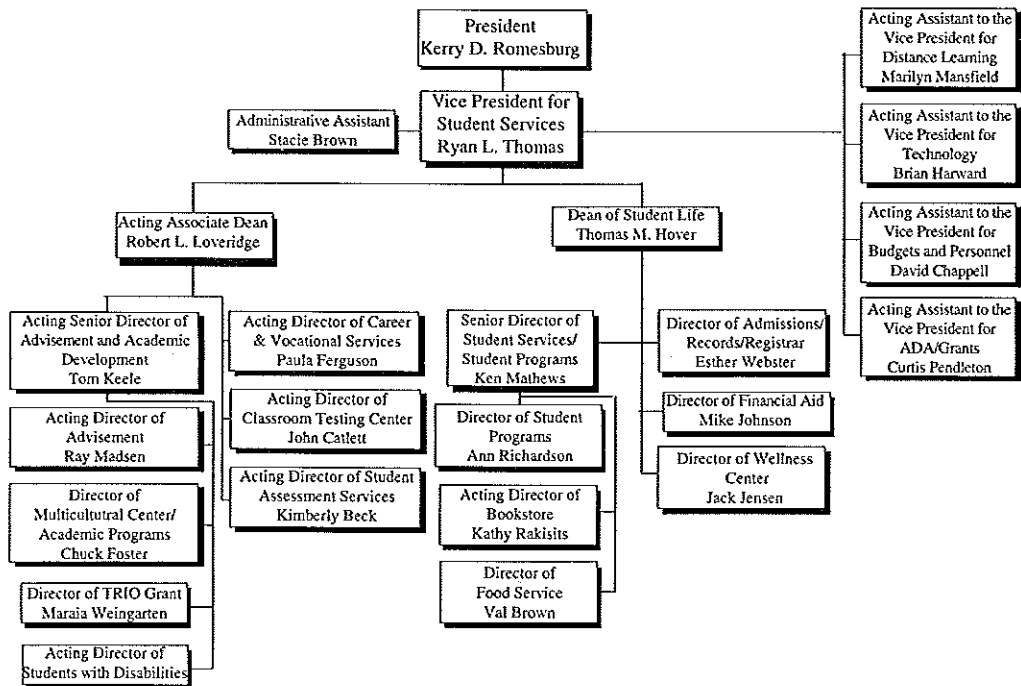 President
Kerry D. Romesburg
Vice President for
Student Services
Ryan L. Thomas
Administrative Assistant
Stacie Brown
Acting Assistant to the
Vice President for
Distance Learning
Marilyn Mansfield
Acting Assistant to the
Vice President for
Technology
Brian Harward
Acting Assistant to the
Vice President for
Budgets and Personnel
David Chappell
Acting Assistant to the
Vice President for
ADA/Grants
Curtis Pendleton
Acting Associate Dean
Robert L. Loveridge
Dean of Student Life
Thomas M. Hover
Acting Senior Director of
Advisement and Academic
Development
Tom Keele
Acting Director of
Advisement
Ray Madsen
Director of
Multicultutral Center/
Academic Programs
Chuck Foster
Director of TRIO Grant
Maraia Weingarten
Acting Director of
Students with Disabilities
Acting Director of Career
& Vocational Services
Paula Ferguson
Acting Director of
Classroom Testing Center
John Catlett
Acting Director of Student
Assessment Services
Kimberly Beck
Senior Director of
Student Services/
Student Programs
Ken Mathews
Director of Student
Programs
Ann Richardson
Acting Director of
Bookstore
Kathy Rakisits
Director of
Food Service
Val Brown
Director of Admissions/
Records/Registrar
Esther Webster
Director of Financial Aid
Mike Johnson
Director of Wellness
Center
Jack Jensen